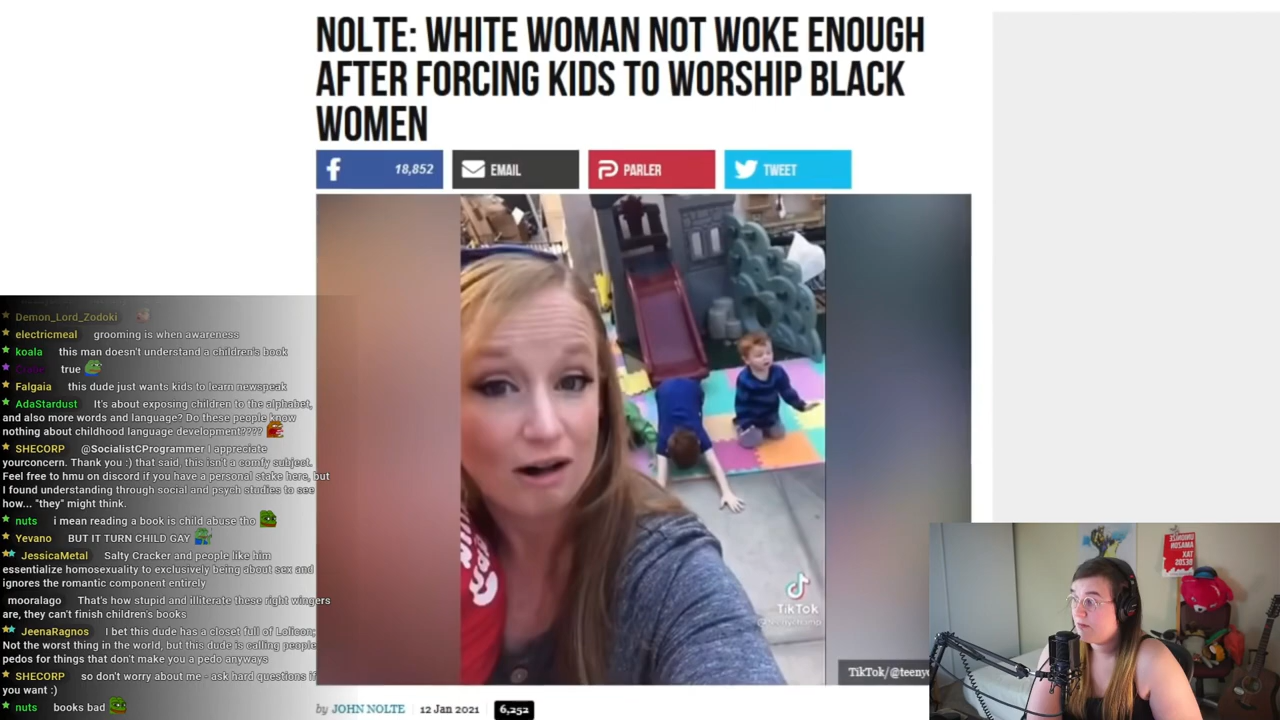 NOLTE: WHITE WOMAN NOT WOKE ENOUGH
AFTER FORCING KIDS TO WORSHIP BLACK
WOMEN
18,852
EMAIL
PARLER
TWEET
TikTok
TikTok/@teeny
by JOHN NOLTE
12 Jan 2021
6,252
Demon_Lord_Zodoki
electricmeal grooming is when awareness
koala this man doesn't understand a children's book
true
Falgaia this dude just wants kids to learn newspeak
AdaStardust It's about exposing children to the alphabet,
and also more words and language? Do these people know
nothing about childhood language development????
SHECORP @SocialistCProgrammer I appreciate
yourconcern. Thank you :) that said, this isn't a comfy subject.
Feel free to hmu on discord if you have a personal stake here, but
I found understanding through social and psych studies to see
how... "they" might think.
nuts i mean reading a book is child abuse tho
Yevano BUT IT TURN CHILD GAY
JessicaMetal Salty Cracker and people like him
essentialize homosexuality to exclusively being about sex and
ignores the romantic component entirely
mooralago That's how stupid and illiterate these right wingers
are, they can't finish children's books
JeenaRagnos I bet this dude has a closet full of Lolicon;
Not the worst thing in the world, but this dude is calling people
pedos for things that don't make you a pedo anyways
SHECORP so don't worry about me - ask hard questions if
you want :)
nuts books bad
UNIONIZE
AMAZON
TAX